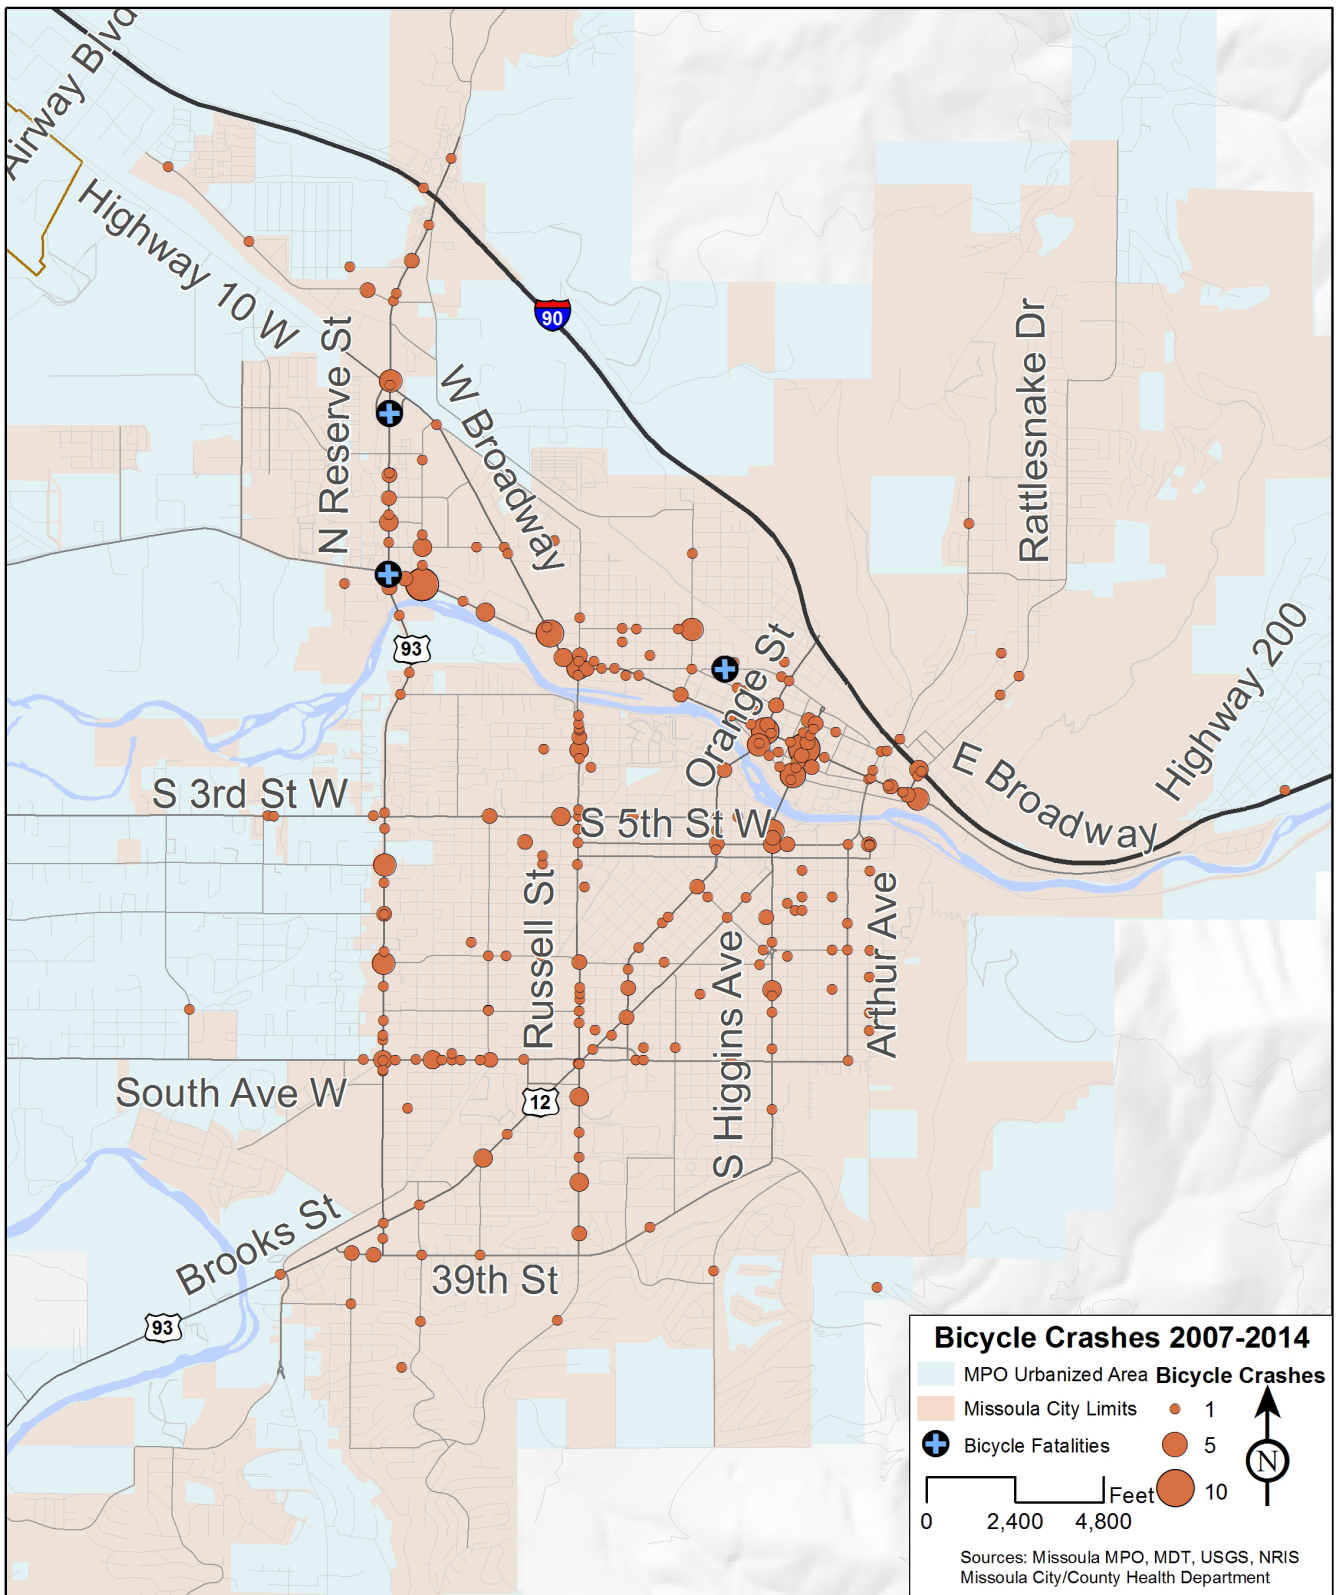 Airway Blvd
Highway 10 W
90
N Reserve St
W Broadway
Rattlesnake Dr
93
Orange St
Highway 200
E Broadway
S 3rd St W
S 5th St W
Russell St
S Higgins Ave
Arthur Ave
South Ave W
12
Brooks St
39th St
93
Bicycle Crashes 2007-2014
MPO Urbanized Area
Missoula City Limits
Bicycle Fatalities
Bicycle Crashes
1
5
10
N
Feet
0 2,400 4,800
Sources: Missoula MPO, MDT, USGS, NRIS
Missoula City/County Health Department